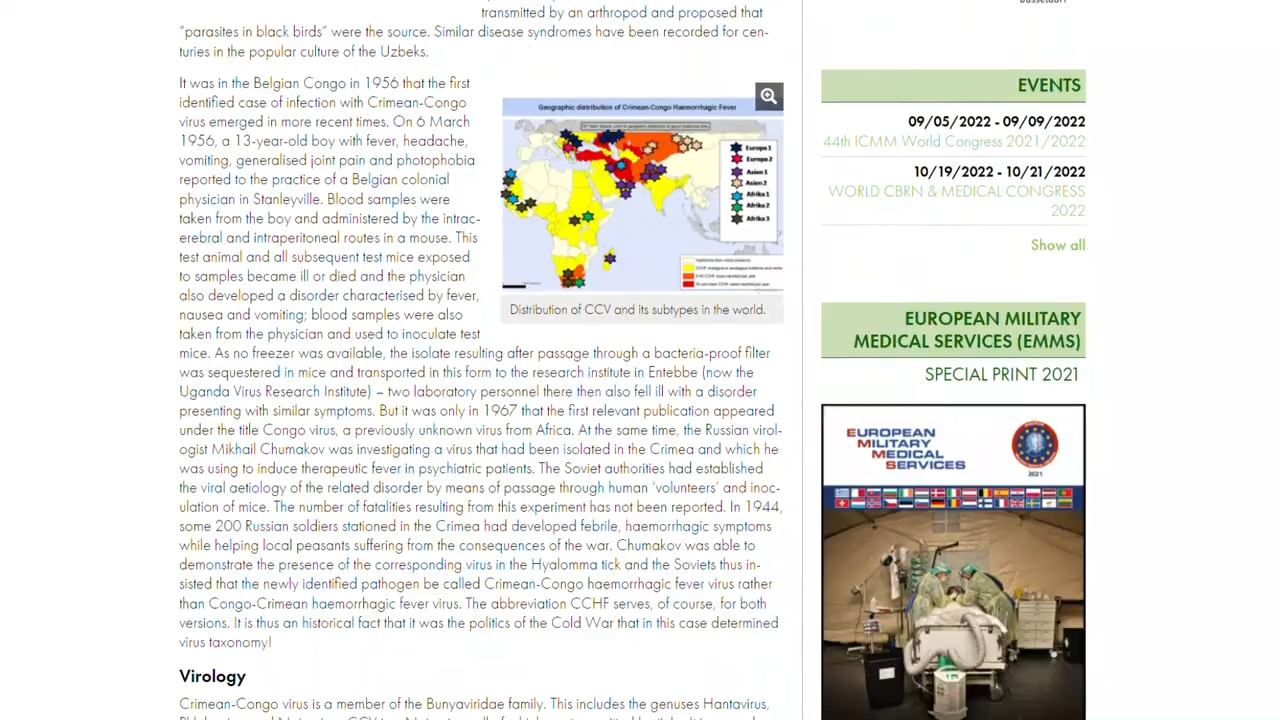 transmitted by an arthropod and proposed that
“parasites in black birds” were the source. Similar disease syndromes have been recorded for cen-
turies in the popular culture of the Uzbeks.
It was in the Belgian Congo in 1956 that the first
identified case of infection with Crimean-Congo
virus emerged in more recent times. On 6 March
1956, a 13-year-old boy with fever, headache,
vomiting, generalised joint pain and photophobia
reported to the practice of a Belgian colonial
physician in Stanleyville. Blood samples were
taken from the boy and administered by the intrac-
erebral and intraperitoneal routes in a mouse. This
test animal and all subsequent test mice exposed
to samples became ill or died and the physician
also developed a disorder characterised by fever,
nausea and vomiting; blood samples were also
taken from the physician and used to inoculate test
mice. As no freezer was available, the isolate resulting after passage through a bacteria-proof filter
was sequestered in mice and transported in this form to the research institute in Entebbe (now the
Uganda Virus Research Institute) – two laboratory personnel there then also fell ill with a disorder
presenting with similar symptoms. But it was only in 1967 that the first relevant publication appeared
under the title Congo virus, a previously unknown virus from Africa. At the same time, the Russian virol-
ogist Mikhail Chumakov was investigating a virus that had been isolated in the Crimea and which he
was using to induce therapeutic fever in psychiatric patients. The Soviet authorities had established
the viral aetiology of the related disorder by means of passage through human ‘volunteers’ and inoc-
ulation of mice. The number of fatalities resulting from this experiment has not been reported. In 1944,
some 200 Russian soldiers stationed in the Crimea had developed febrile, haemorrhagic symptoms
while helping local peasants suffering from the consequences of the war. Chumakov was able to
demonstrate the presence of the corresponding virus in the Hyalomma tick and the Soviets thus in-
sisted that the newly identified pathogen be called Crimean-Congo haemorrhagic fever virus rather
than Congo-Crimean haemorrhagic fever virus. The abbreviation CCHF serves, of course, for both
versions. It is thus an historical fact that it was the politics of the Cold War that in this case determined
virus taxonomy!
Virology
Crimean-Congo virus is a member of the Bunyaviridae family. This includes the genuses Hantavirus,
Geographic distribution of Crimean-Congo Haemorrhagic Fever
Europa 1
Europa 2
Asien 1
Asien 2
Afrika 1
Afrika 2
Afrika 3
Distribution of CCV and its subtypes in the world.
EVENTS
09/05/2022 - 09/09/2022
44th ICMM World Congress 2021/2022
10/19/2022 - 10/21/2022
WORLD CBRN & MEDICAL CONGRESS
2022
Show all
EUROPEAN MILITARY
MEDICAL SERVICES (EMMS)
SPECIAL PRINT 2021
EUROPEAN
MILITARY
MEDICAL
SERVICES
2021